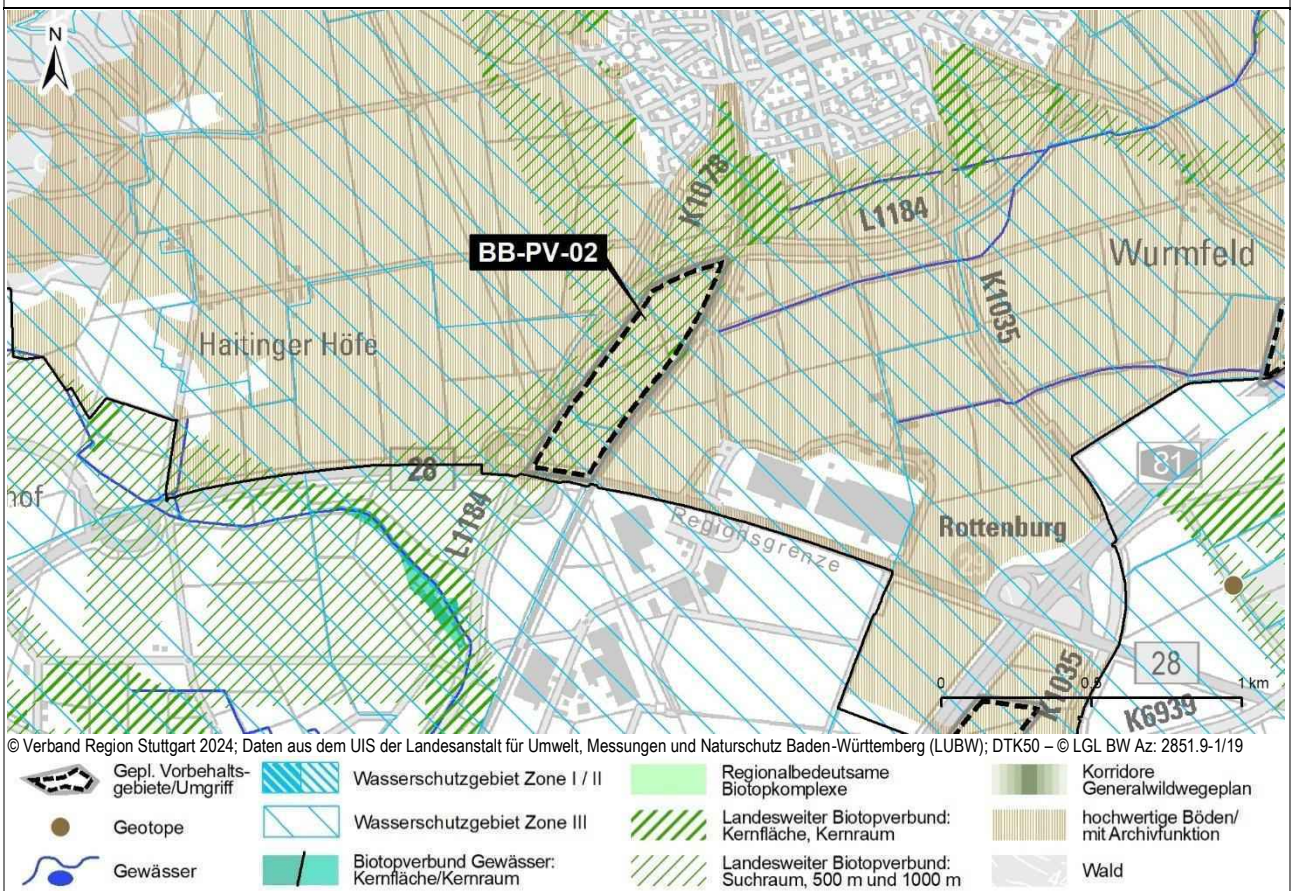 N
K1078
L1184
BB-PV-02
Wurmfeld
K1035
Haitinger Höfe
28
81
hof
L1184
Regionsgrenze
Rottenburg
29
28
0
0,5
1 km
K1035
K6939
© Verband Region Stuttgart 2024; Daten aus dem UIS der Landesanstalt für Umwelt, Messungen und Naturschutz Baden-Württemberg (LUBW); DTK50 – © LGL BW Az: 2851.9-1/19
Gepl. Vorbehalts-
gebiete/Umgriff
Geotope
Gewässer
Wasserschutzgebiet Zone I / II
Wasserschutzgebiet Zone III
Biotopverbund Gewässer:
Kernfläche/Kernraum
Regionalbedeutsame
Biotopkomplexe
Landesweiter Biotopverbund:
Kernfläche, Kernraum
Landesweiter Biotopverbund:
Suchraum, 500 m und 1000 m
Korridore
Generalwildwegeplan
hochwertige Böden/
mit Archivfunktion
Wald